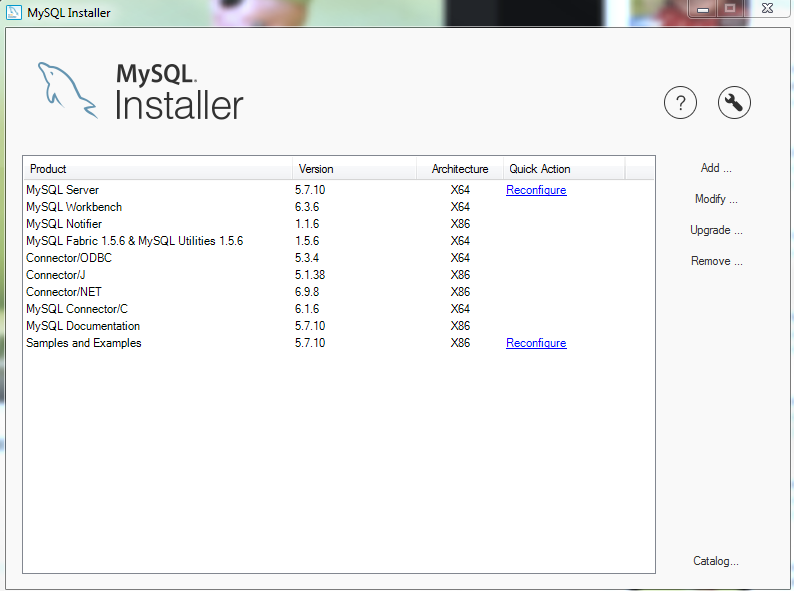 MySQL Installer
MySQL.
Installer
?
Product Version Architecture Quick Action
MySQL Server 5.7.10 X64 Reconfigure
MySQL Workbench 6.3.6 X64
MySQL Notifier 1.1.6 X86
MySQL Fabric 1.5.6 & MySQL Utilities 1.5.6 1.5.6 X64
Connector/ODBC 5.3.4 X64
Connector/J 5.1.38 X86
Connector/NET 6.9.8 X86
MySQL Connector/C 6.1.6 X64
MySQL Documentation 5.7.10 X86
Samples and Examples 5.7.10 X86 Reconfigure
Add ...
Modify ...
Upgrade ...
Remove ...
Catalog...